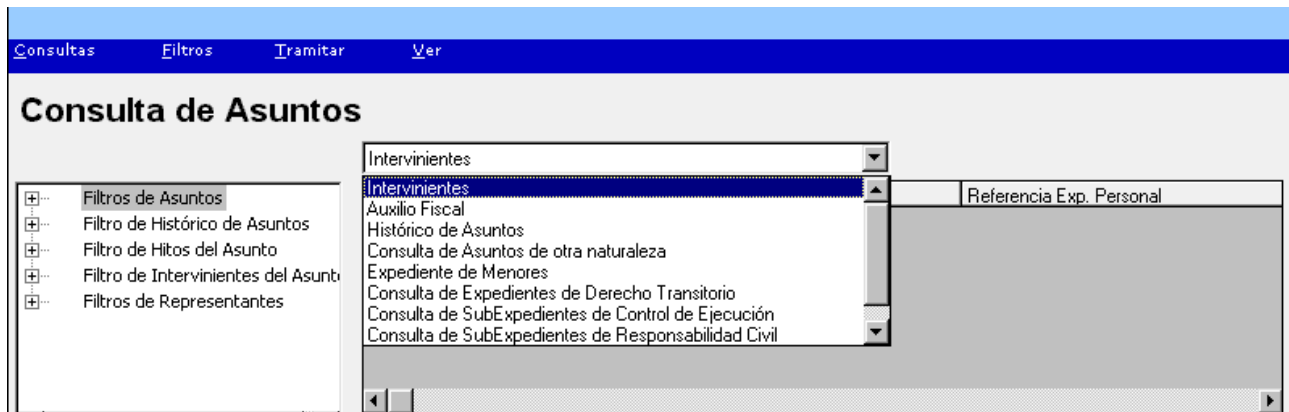 Consultas Filtros Tramitar Ver
Consulta de Asuntos
Intervinientes
Filtros de Asuntos
Filtro de Histórico de Asuntos
Filtro de Hitos del Asunto
Filtro de Intervinientes del Asunt
Filtros de Representantes
Intervinientes
Auxilio Fiscal
Histórico de Asuntos
Consulta de Asuntos de otra naturaleza
Expediente de Menores
Consulta de Expedientes de Derecho Transitorio
Consulta de SubExpedientes de Control de Ejecución
Consulta de SubExpedientes de Responsabilidad Civil
Referencia Exp. Personal